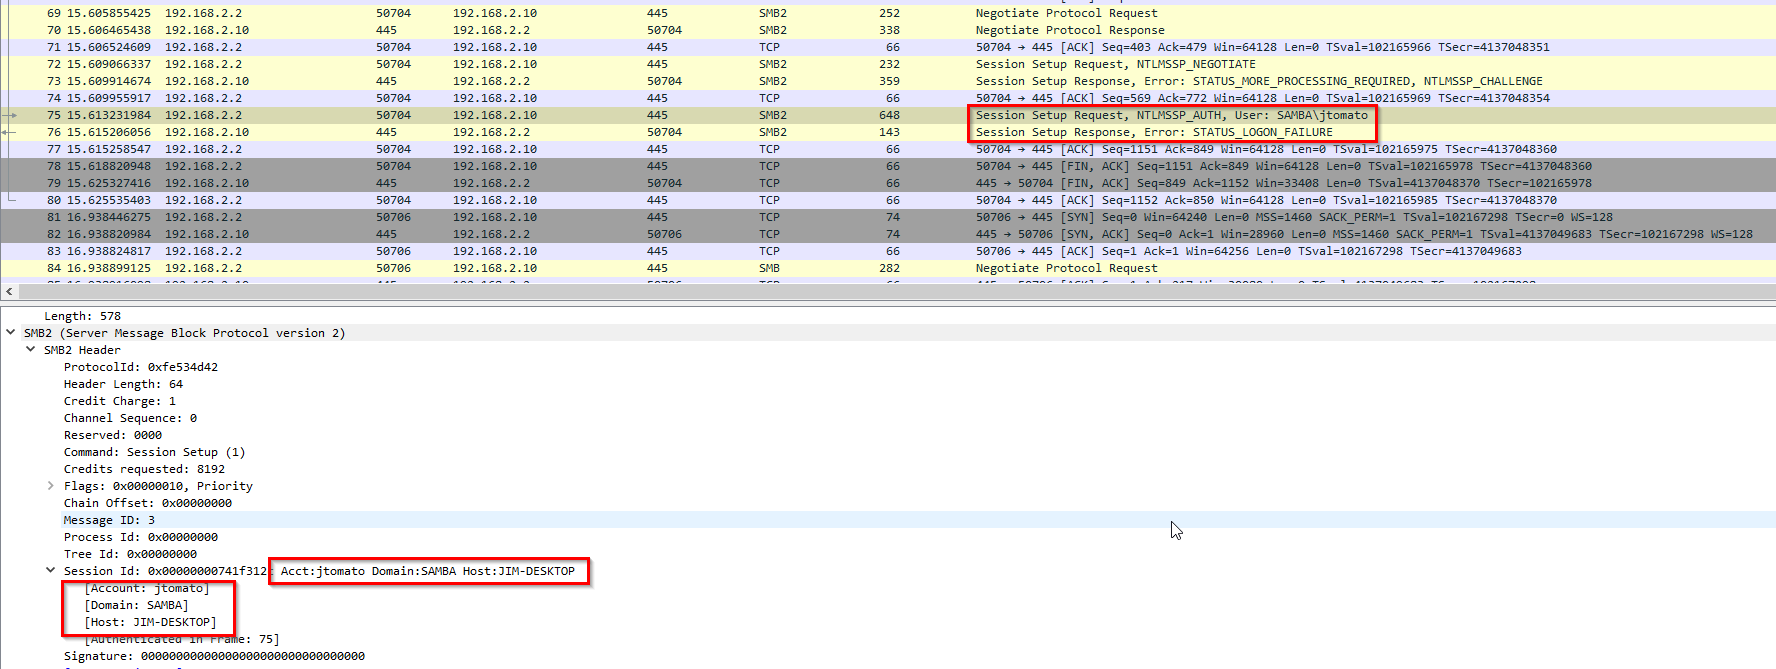 69 15.605855425 192.168.2.2 50704 192.168.2.10 445 SMB2 252 Negotiate Protocol Request
70 15.606465438 192.168.2.10 445 192.168.2.2 50704 SMB2 338 Negotiate Protocol Response
71 15.606524609 192.168.2.2 50704 192.168.2.10 445 TCP 66 50704 → 445 [ACK] Seq=403 Ack=479 Win=64128 Len=0 TSval=102165966 TSecr=4137048351
72 15.609066337 192.168.2.2 50704 192.168.2.10 445 SMB2 232 Session Setup Request, NTLMSSP_NEGOTIATE
73 15.609914674 192.168.2.10 445 192.168.2.2 50704 SMB2 359 Session Setup Response, Error: STATUS_MORE_PROCESSING_REQUIRED, NTLMSSP_CHALLENGE
74 15.609955917 192.168.2.2 50704 192.168.2.10 445 TCP 66 50704 → 445 [ACK] Seq=569 Ack=772 Win=64128 Len=0 TSval=102165969 TSecr=4137048354
75 15.613231984 192.168.2.2 50704 192.168.2.10 445 SMB2 648 Session Setup Request, NTLMSSP_AUTH, User: SAMBA\jtomato
76 15.615206056 192.168.2.10 445 192.168.2.2 50704 SMB2 143 Session Setup Response, Error: STATUS_LOGON_FAILURE
77 15.615258547 192.168.2.2 50704 192.168.2.10 445 TCP 66 50704 → 445 [ACK] Seq=1151 Ack=849 Win=64128 Len=0 TSval=102165975 TSecr=4137048360
78 15.618820948 192.168.2.2 50704 192.168.2.10 445 TCP 66 50704 → 445 [FIN, ACK] Seq=1151 Ack=849 Win=64128 Len=0 TSval=102165978 TSecr=4137048360
79 15.625327416 192.168.2.10 445 192.168.2.2 50704 TCP 66 445 → 50704 [FIN, ACK] Seq=849 Ack=1152 Win=33408 Len=0 TSval=4137048370 TSecr=102165978
80 15.625535403 192.168.2.2 50704 192.168.2.10 445 TCP 66 50704 → 445 [ACK] Seq=1152 Ack=850 Win=64128 Len=0 TSval=102165985 TSecr=4137048370
81 16.938446275 192.168.2.2 50706 192.168.2.10 445 TCP 74 50706 → 445 [SYN] Seq=0 Win=64240 Len=0 MSS=1460 SACK_PERM=1 TSval=102167298 TSecr=0 WS=128
82 16.938820984 192.168.2.10 445 192.168.2.2 50706 TCP 74 445 → 50706 [SYN, ACK] Seq=0 Ack=1 Win=28960 Len=0 MSS=1460 SACK_PERM=1 TSval=4137049683 TSecr=102167298 WS=128
83 16.938824817 192.168.2.2 50706 192.168.2.10 445 TCP 66 50706 → 445 [ACK] Seq=1 Ack=1 Win=64256 Len=0 TSval=102167298 TSecr=4137049683
84 16.938899125 192.168.2.2 50706 192.168.2.10 445 SMB 282 Negotiate Protocol Request
Length: 578
SMB2 (Server Message Block Protocol version 2)
SMB2 Header
ProtocolId: 0xfe534d42
Header Length: 64
Credit Charge: 1
Channel Sequence: 0
Reserved: 0000
Command: Session Setup (1)
Credits requested: 8192
Flags: 0x00000010, Priority
Chain Offset: 0x00000000
Message ID: 3
Process Id: 0x00000000
Tree Id: 0x00000000
Session Id: 0x00000000741f312 Acct:jtomato Domain:SAMBA Host:JIM-DESKTOP
[Account: jtomato]
[Domain: SAMBA]
[Host: JIM-DESKTOP]
[Authenticated in Frame: 75]
Signature: 00000000000000000000000000000000